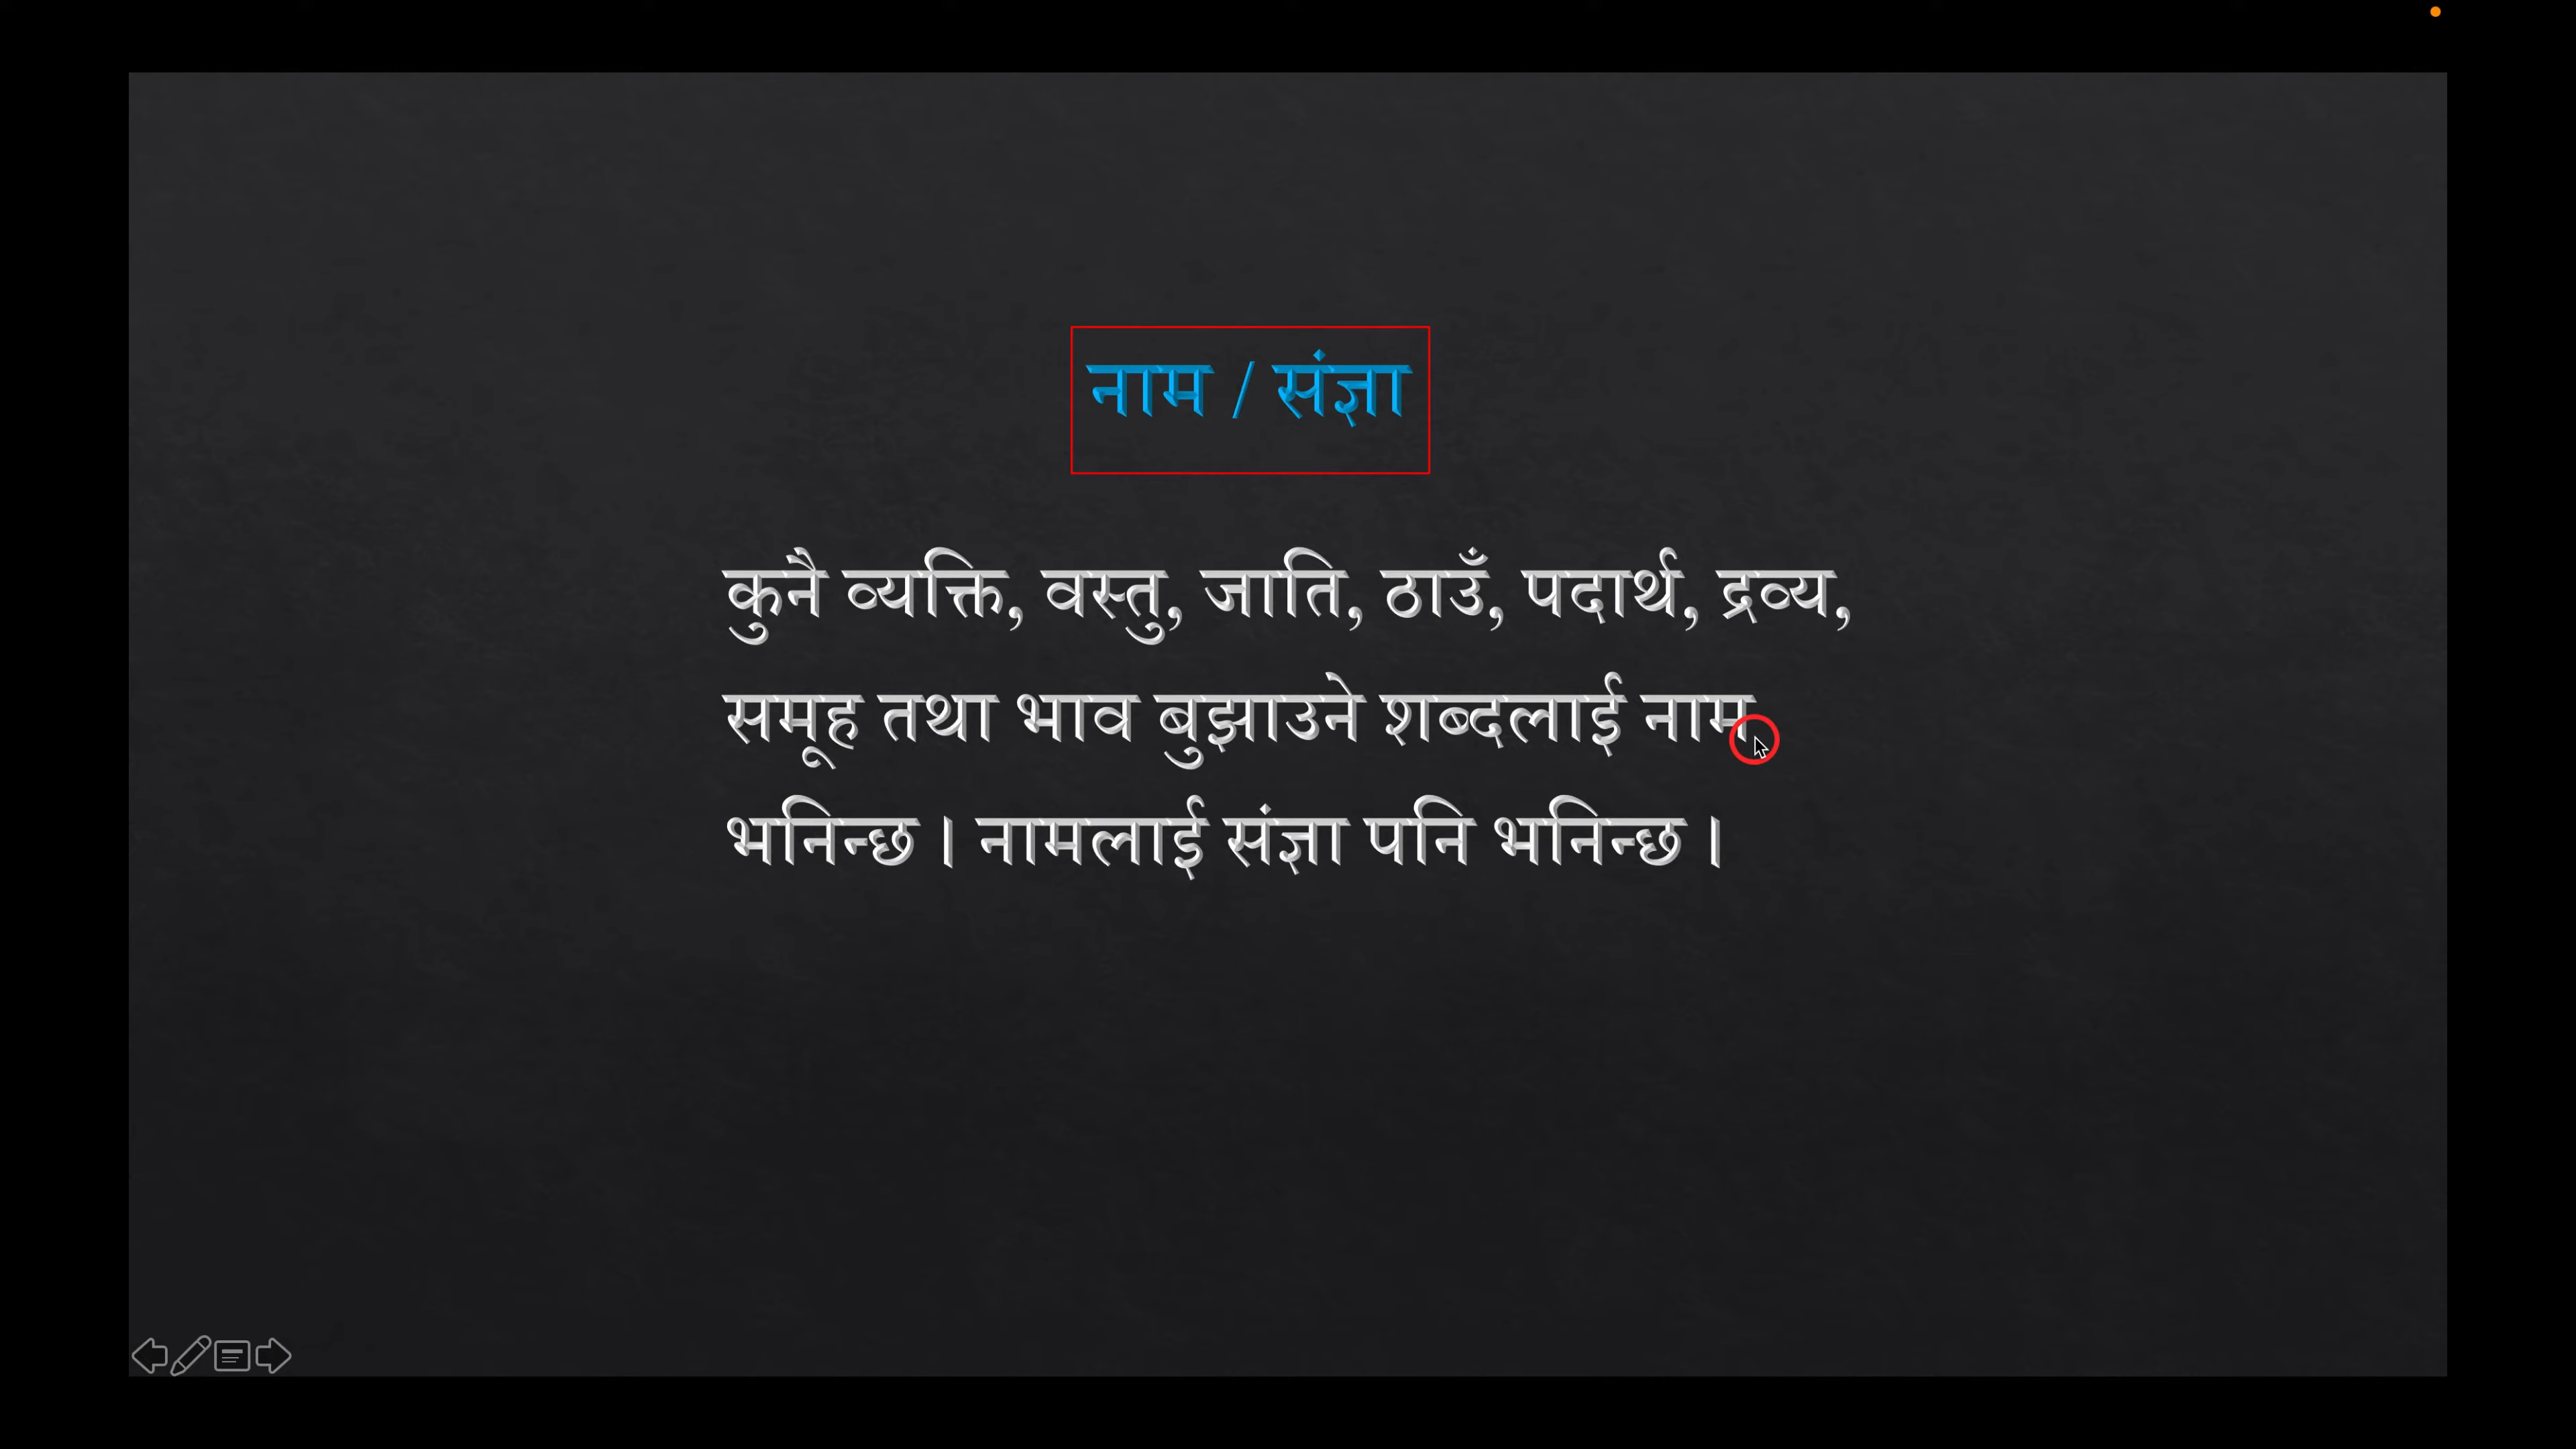 नाम / संज्ञा
कुनै व्यक्ति, वस्तु, जाति, ठाउँ, पदार्थ, द्रव्य,
समूह तथा भाव बुझाउने शब्दलाई नाम
भनिन्छ । नामलाई संज्ञा पनि भनिन्छ ।